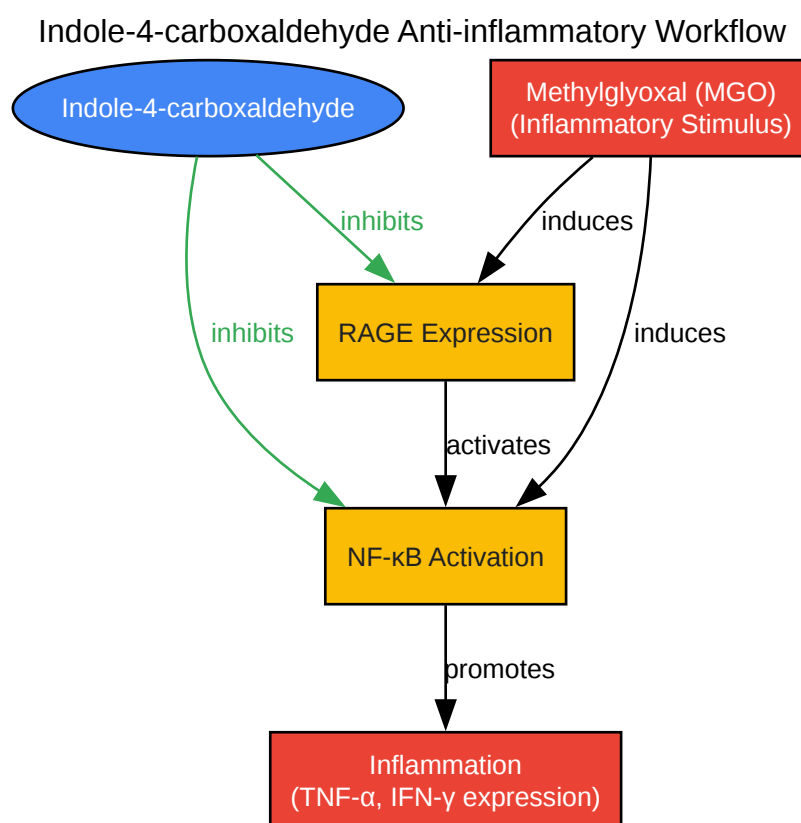 Indole-4-carboxaldehyde Anti-inflammatory Workflow
Indole-4-carboxaldehyde
Methylglyoxal (MGO)
(Inflammatory Stimulus)
inhibits
induces
RAGE Expression
inhibits
induces
activates
NF-κB Activation
promotes
Inflammation
(TNF-α, IFN-γ expression)